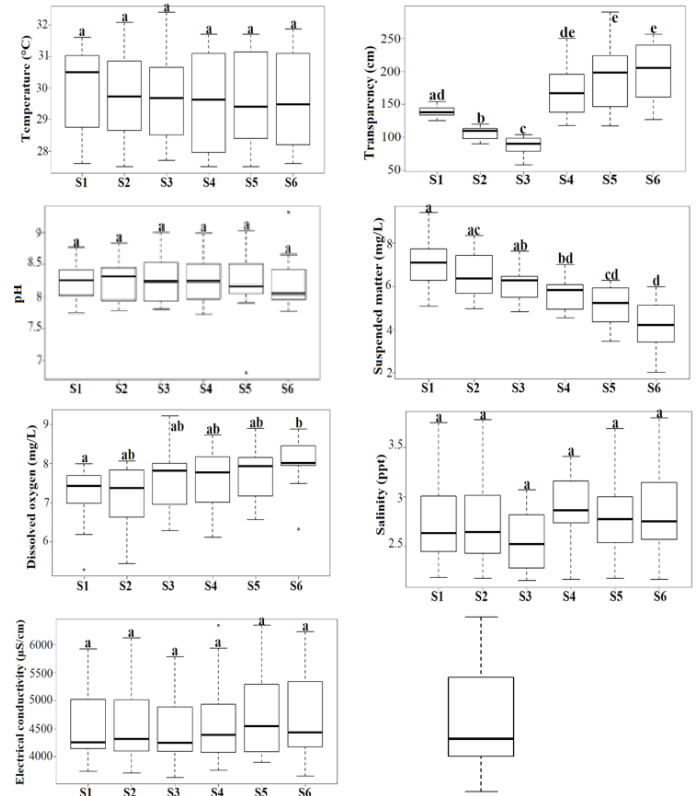 Temperature (°C)
32
31
30
29
28
a a a a a a
S1 S2 S3 S4 S5 S6
Transparency (cm)
250
200
150
100
50
ad b c de e e
S1 S2 S3 S4 S5 S6
pH
9
8.5
8
7.5
7
a a a a a a
S1 S2 S3 S4 S5 S6
Suspended matter (mg/L)
8
6
4
2
a ac ab bd cd d
S1 S2 S3 S4 S5 S6
Dissolved oxygen (mg/L)
9
8
7
6
a ab ab ab ab b
S1 S2 S3 S4 S5 S6
Salinity (ppt)
3.5
3
2.5
a a a a a a
S1 S2 S3 S4 S5 S6
Electrical conductivity (µS/cm)
6000
5500
5000
4500
4000
a a a a a a
S1 S2 S3 S4 S5 S6